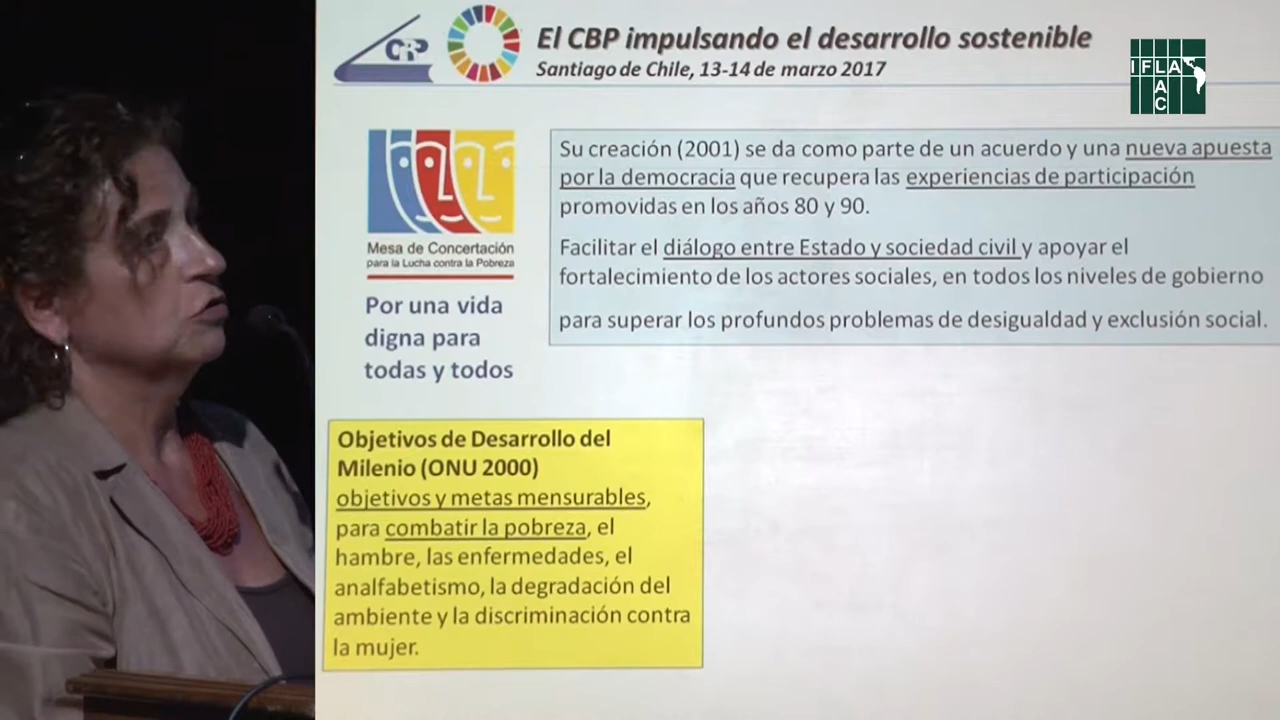 CBP
El CBP impulsando el desarrollo sostenible
Santiago de Chile, 13-14 de marzo 2017
IFLA
LAC
Mesa de Concertación
para la Lucha contra la Pobreza
Por una vida
digna para
todas y todos
Su creación (2001) se da como parte de un acuerdo y una nueva apuesta
por la democracia que recupera las experiencias de participación
promovidas en los años 80 y 90.
Facilitar el diálogo entre Estado y sociedad civil y apoyar el
fortalecimiento de los actores sociales, en todos los niveles de gobierno
para superar los profundos problemas de desigualdad y exclusión social.
Objetivos de Desarrollo del
Milenio (ONU 2000)
objetivos y metas mensurables,
para combatir la pobreza, el
hambre, las enfermedades, el
analfabetismo, la degradación del
ambiente y la discriminación contra
la mujer.